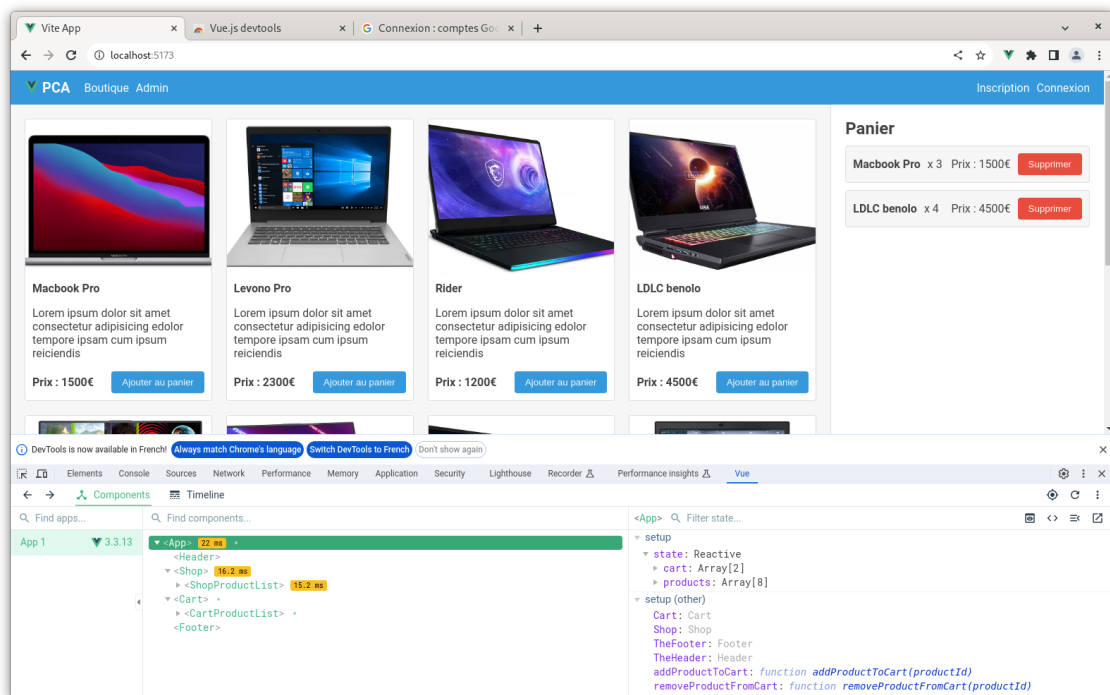 Vite App
Vue.js devtools
Connexion : comptes Goo
localhost:5173
PCA Boutique Admin
Inscription Connexion
Macbook Pro
Lorem ipsum dolor sit amet
consectetur adipisicing edolor
tempore ipsam cum ipsum
reiciendis
Prix : 1500€ Ajouter au panier
Levono Pro
Lorem ipsum dolor sit amet
consectetur adipisicing edolor
tempore ipsam cum ipsum
reiciendis
Prix : 2300€ Ajouter au panier
Rider
Lorem ipsum dolor sit amet
consectetur adipisicing edolor
tempore ipsam cum ipsum
reiciendis
Prix : 1200€ Ajouter au panier
LDLC benolo
Lorem ipsum dolor sit amet
consectetur adipisicing edolor
tempore ipsam cum ipsum
reiciendis
Prix : 4500€ Ajouter au panier
Panier
Macbook Pro x 3 Prix : 1500€ Supprimer
LDLC benolo x 4 Prix : 4500€ Supprimer
DevTools is now available in French! Always match Chrome's language Switch DevTools to French Don't show again
Elements Console Sources Network Performance Memory Application Security Lighthouse Recorder Performance insights Vue
Components Timeline
Find apps...
App 1 3.3.13
Find components...
<App> 22 ms
<Header>
<Shop> 16.2 ms
<ShopProductList> 15.2 ms
<Cart>
<CartProductList>
<Footer>
<App> Filter state...
setup
state: Reactive
cart: Array[2]
products: Array[8]
setup (other)
Cart: Cart
Shop: Shop
TheFooter: Footer
TheHeader: Header
addProductToCart: function addProductToCart(productId)
removeProductFromCart: function removeProductFromCart(productId)